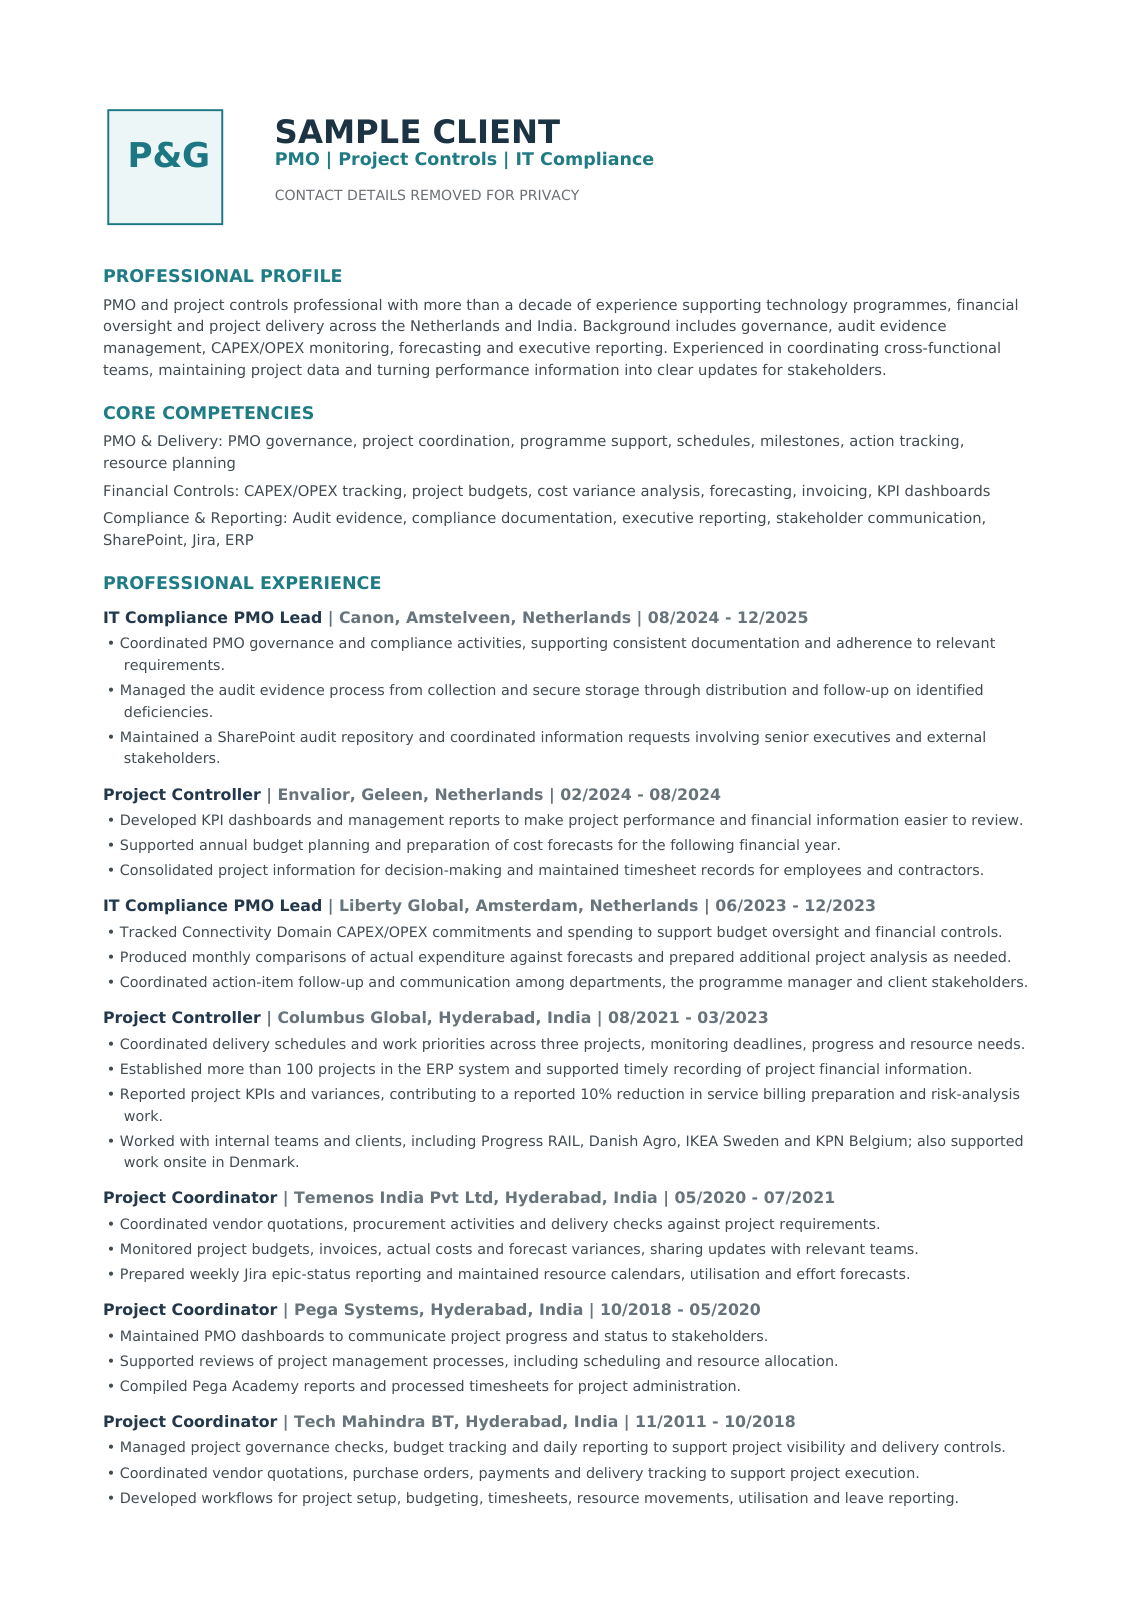 P&G
SAMPLE CLIENT
PMO | Project Controls | IT Compliance
CONTACT DETAILS REMOVED FOR PRIVACY
PROFESSIONAL PROFILE
PMO and project controls professional with more than a decade of experience supporting technology programmes, financial
oversight and project delivery across the Netherlands and India. Background includes governance, audit evidence
management, CAPEX/OPEX monitoring, forecasting and executive reporting. Experienced in coordinating cross-functional
teams, maintaining project data and turning performance information into clear updates for stakeholders.
CORE COMPETENCIES
PMO & Delivery: PMO governance, project coordination, programme support, schedules, milestones, action tracking,
resource planning
Financial Controls: CAPEX/OPEX tracking, project budgets, cost variance analysis, forecasting, invoicing, KPI dashboards
Compliance & Reporting: Audit evidence, compliance documentation, executive reporting, stakeholder communication,
SharePoint, Jira, ERP
PROFESSIONAL EXPERIENCE
IT Compliance PMO Lead | Canon, Amstelveen, Netherlands | 08/2024 - 12/2025
• Coordinated PMO governance and compliance activities, supporting consistent documentation and adherence to relevant
requirements.
• Managed the audit evidence process from collection and secure storage through distribution and follow-up on identified
deficiencies.
• Maintained a SharePoint audit repository and coordinated information requests involving senior executives and external
stakeholders.
Project Controller | Envalior, Geleen, Netherlands | 02/2024 - 08/2024
• Developed KPI dashboards and management reports to make project performance and financial information easier to review.
• Supported annual budget planning and preparation of cost forecasts for the following financial year.
• Consolidated project information for decision-making and maintained timesheet records for employees and contractors.
IT Compliance PMO Lead | Liberty Global, Amsterdam, Netherlands | 06/2023 - 12/2023
• Tracked Connectivity Domain CAPEX/OPEX commitments and spending to support budget oversight and financial controls.
• Produced monthly comparisons of actual expenditure against forecasts and prepared additional project analysis as needed.
• Coordinated action-item follow-up and communication among departments, the programme manager and client stakeholders.
Project Controller | Columbus Global, Hyderabad, India | 08/2021 - 03/2023
• Coordinated delivery schedules and work priorities across three projects, monitoring deadlines, progress and resource needs.
• Established more than 100 projects in the ERP system and supported timely recording of project financial information.
• Reported project KPIs and variances, contributing to a reported 10% reduction in service billing preparation and risk-analysis
work.
• Worked with internal teams and clients, including Progress RAIL, Danish Agro, IKEA Sweden and KPN Belgium; also supported
work onsite in Denmark.
Project Coordinator | Temenos India Pvt Ltd, Hyderabad, India | 05/2020 - 07/2021
• Coordinated vendor quotations, procurement activities and delivery checks against project requirements.
• Monitored project budgets, invoices, actual costs and forecast variances, sharing updates with relevant teams.
• Prepared weekly Jira epic-status reporting and maintained resource calendars, utilisation and effort forecasts.
Project Coordinator | Pega Systems, Hyderabad, India | 10/2018 - 05/2020
• Maintained PMO dashboards to communicate project progress and status to stakeholders.
• Supported reviews of project management processes, including scheduling and resource allocation.
• Compiled Pega Academy reports and processed timesheets for project administration.
Project Coordinator | Tech Mahindra BT, Hyderabad, India | 11/2011 - 10/2018
• Managed project governance checks, budget tracking and daily reporting to support project visibility and delivery controls.
• Coordinated vendor quotations, purchase orders, payments and delivery tracking to support project execution.
• Developed workflows for project setup, budgeting, timesheets, resource movements, utilisation and leave reporting.